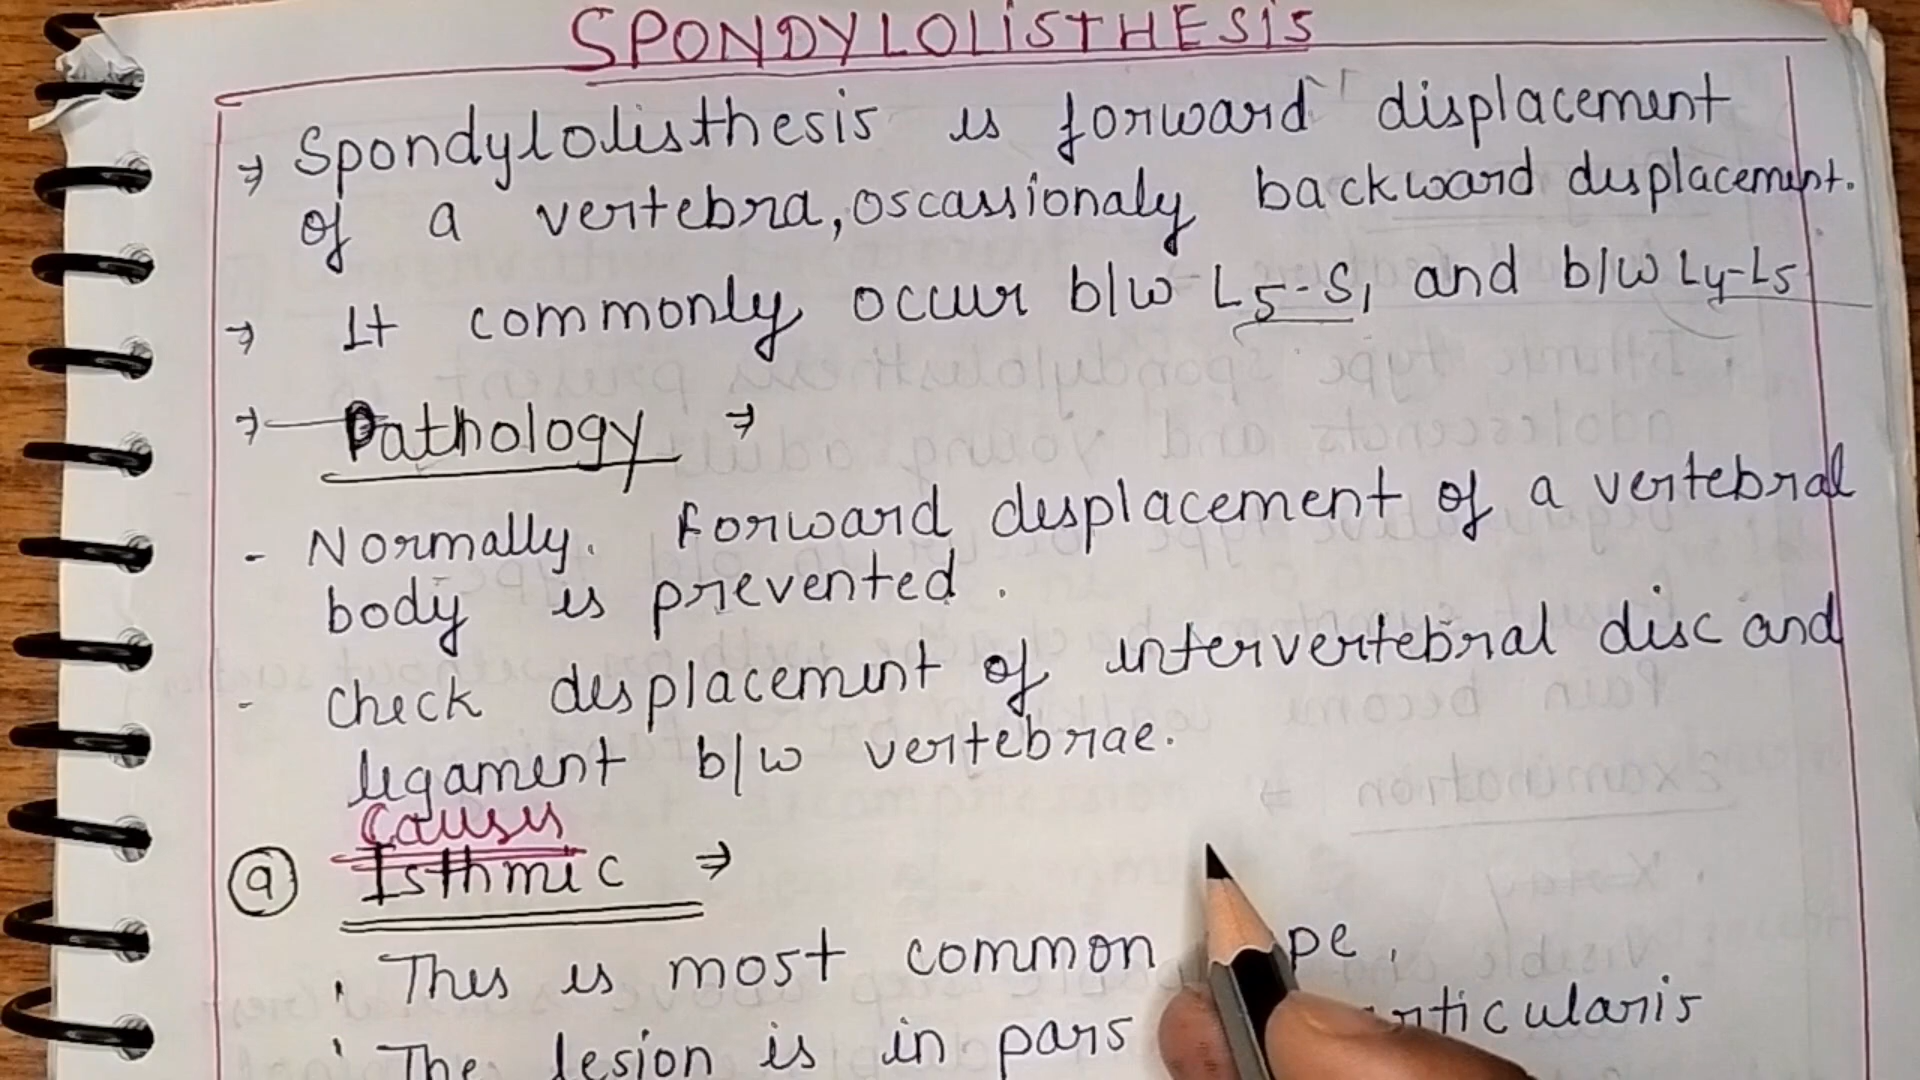 SPONDYLOLiSTHESiS
→ Spondylolisthesis is forward displacement
of a vertebra, oscassionaly backward displacement.
→ It commonly occur b/w L5-S1 and b/w L4-L5
→ Pathology →
- Normally. Forward displacement of a vertebral
body is prevented.
- Check displacement of intervertebral disc and
ligament b/w vertebrae.
Causes
(a) Isthmic →
. This is most common pe.
. The lesion is in pars rticularis